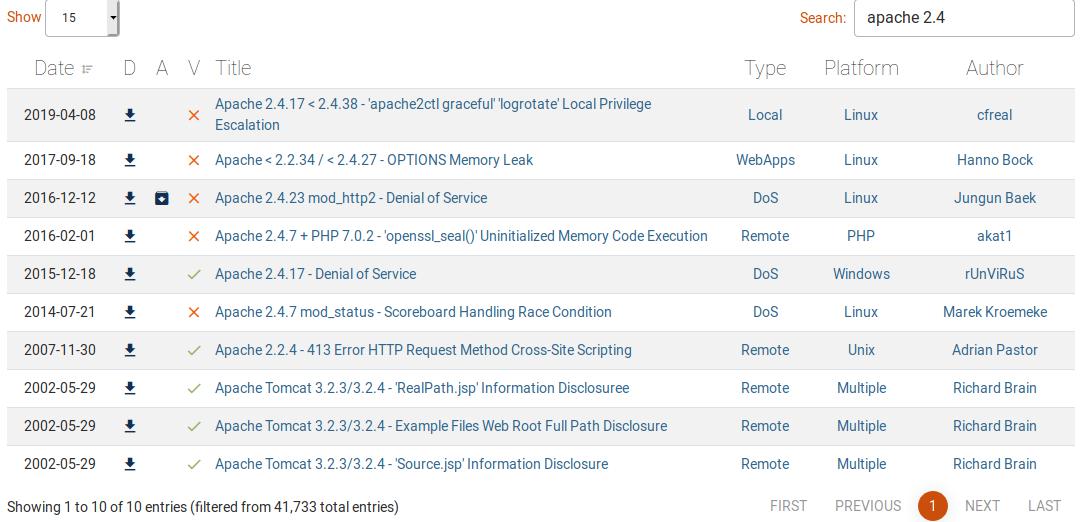 Show 15 Search: apache 2.4
Date D A V Title Type Platform Author
2019-04-08 Apache 2.4.17 < 2.4.38 - 'apache2ctl graceful' 'logrotate' Local Privilege Escalation Local Linux cfreal
2017-09-18 Apache < 2.2.34 / < 2.4.27 - OPTIONS Memory Leak WebApps Linux Hanno Bock
2016-12-12 Apache 2.4.23 mod_http2 - Denial of Service DoS Linux Jungun Baek
2016-02-01 Apache 2.4.7 + PHP 7.0.2 - 'openssl_seal()' Uninitialized Memory Code Execution Remote PHP akat1
2015-12-18 Apache 2.4.17 - Denial of Service DoS Windows rUnViRuS
2014-07-21 Apache 2.4.7 mod_status - Scoreboard Handling Race Condition DoS Linux Marek Kroemeke
2007-11-30 Apache 2.2.4 - 413 Error HTTP Request Method Cross-Site Scripting Remote Unix Adrian Pastor
2002-05-29 Apache Tomcat 3.2.3/3.2.4 - 'RealPath.jsp' Information Disclosuree Remote Multiple Richard Brain
2002-05-29 Apache Tomcat 3.2.3/3.2.4 - Example Files Web Root Full Path Disclosure Remote Multiple Richard Brain
2002-05-29 Apache Tomcat 3.2.3/3.2.4 - 'Source.jsp' Information Disclosure Remote Multiple Richard Brain
Showing 1 to 10 of 10 entries (filtered from 41,733 total entries) FIRST PREVIOUS 1 NEXT LAST